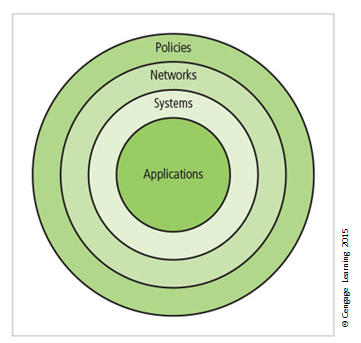 Policies
Networks
Systems
Applications
© Cengage Learning 2015